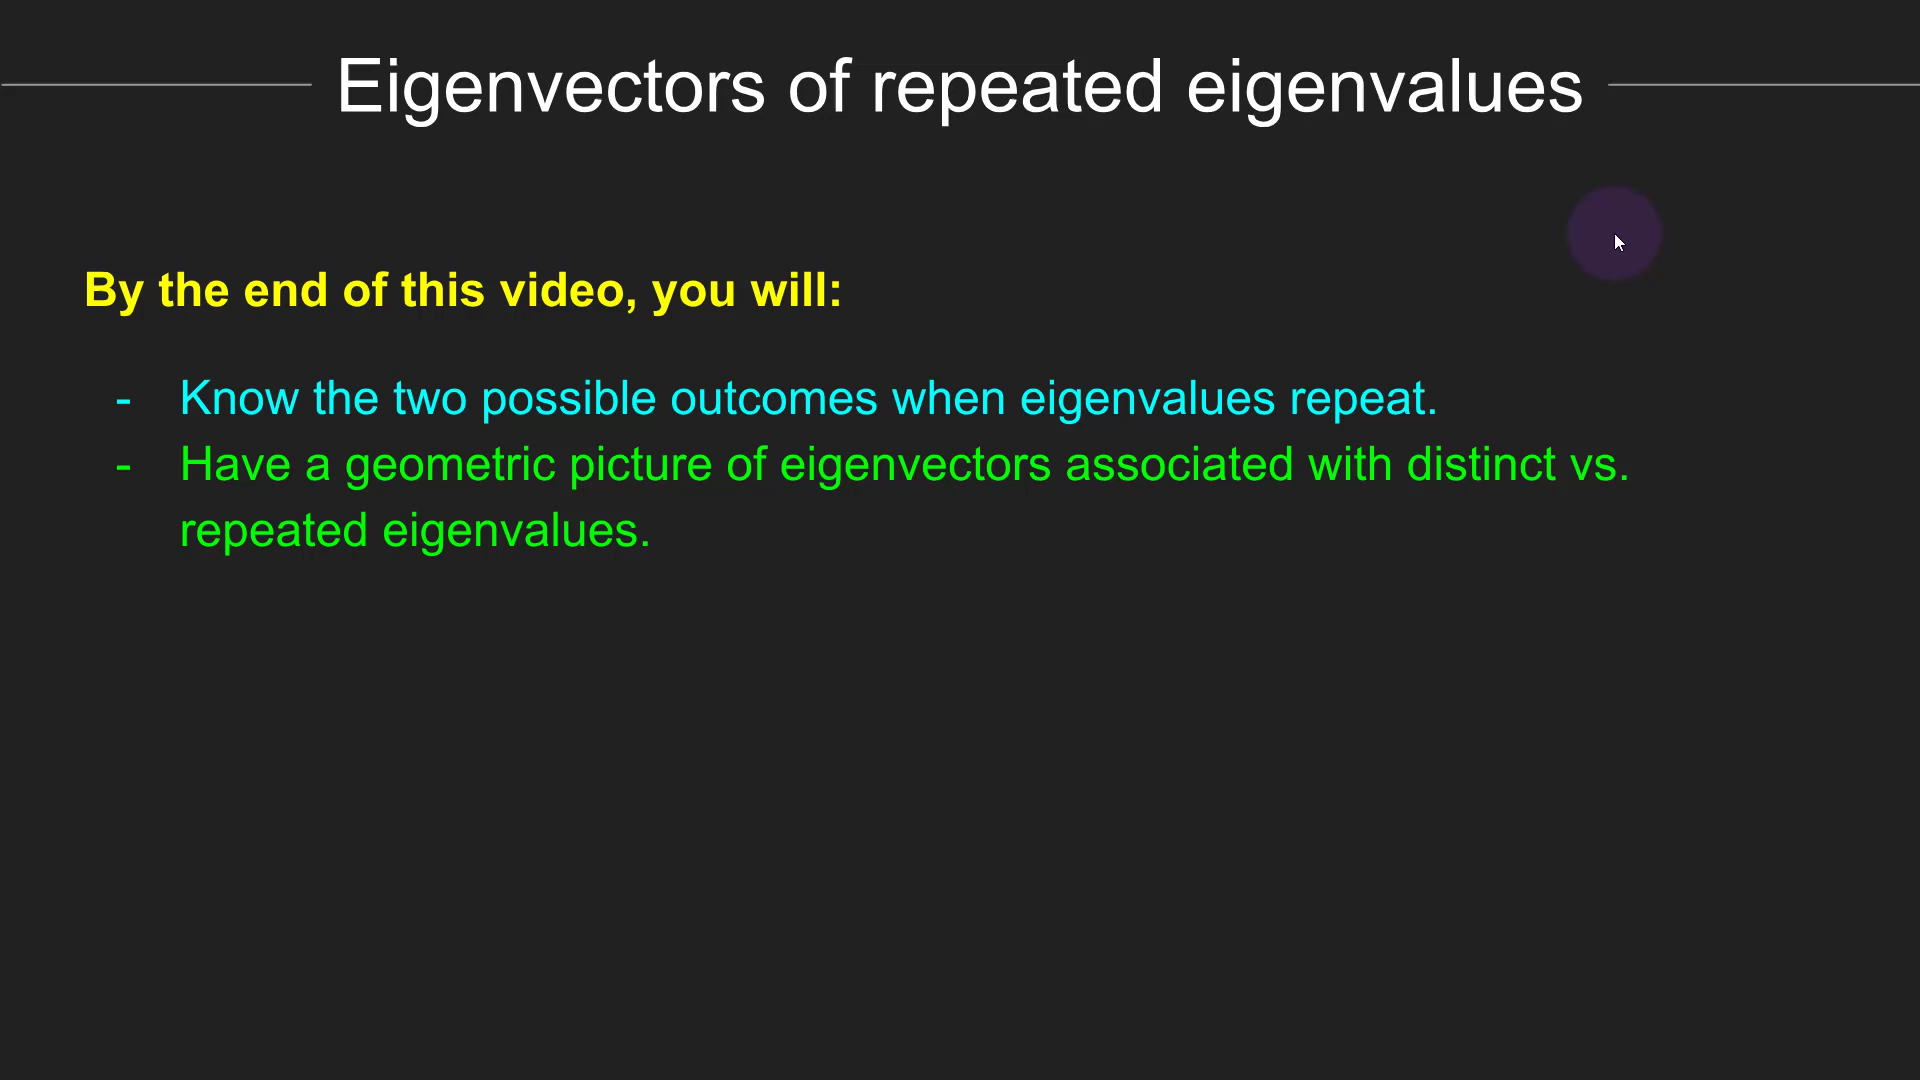 Eigenvectors of repeated eigenvalues
By the end of this video, you will:
- Know the two possible outcomes when eigenvalues repeat.
- Have a geometric picture of eigenvectors associated with distinct vs.
repeated eigenvalues.